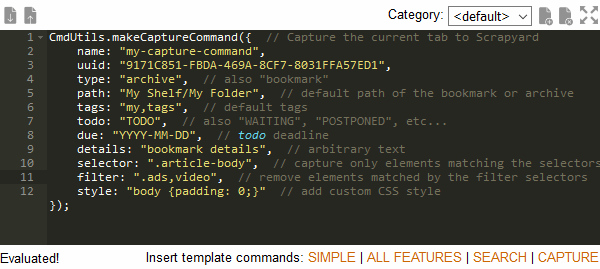 Category: <default>
1 CmdUtils.makeCaptureCommand({ // Capture the current tab to Scrapyard
2 name: "my-capture-command",
3 uuid: "9171C851-FBDA-469A-8CF7-8031FFA57ED1",
4 type: "archive", // also "bookmark"
5 path: "My Shelf/My Folder", // default path of the bookmark or archive
6 tags: "my,tags", // default tags
7 todo: "TODO", // also "WAITING", "POSTPONED", etc...
8 due: "YYYY-MM-DD", // todo deadline
9 details: "bookmark details", // arbitrary text
10 selector: ".article-body", // capture only elements matching the selectors
11 filter: ".ads,video", // remove elements matched by the filter selectors
12 style: "body {padding: 0;}" // add custom CSS style
});
Evaluated! Insert template commands: SIMPLE | ALL FEATURES | SEARCH | CAPTURE